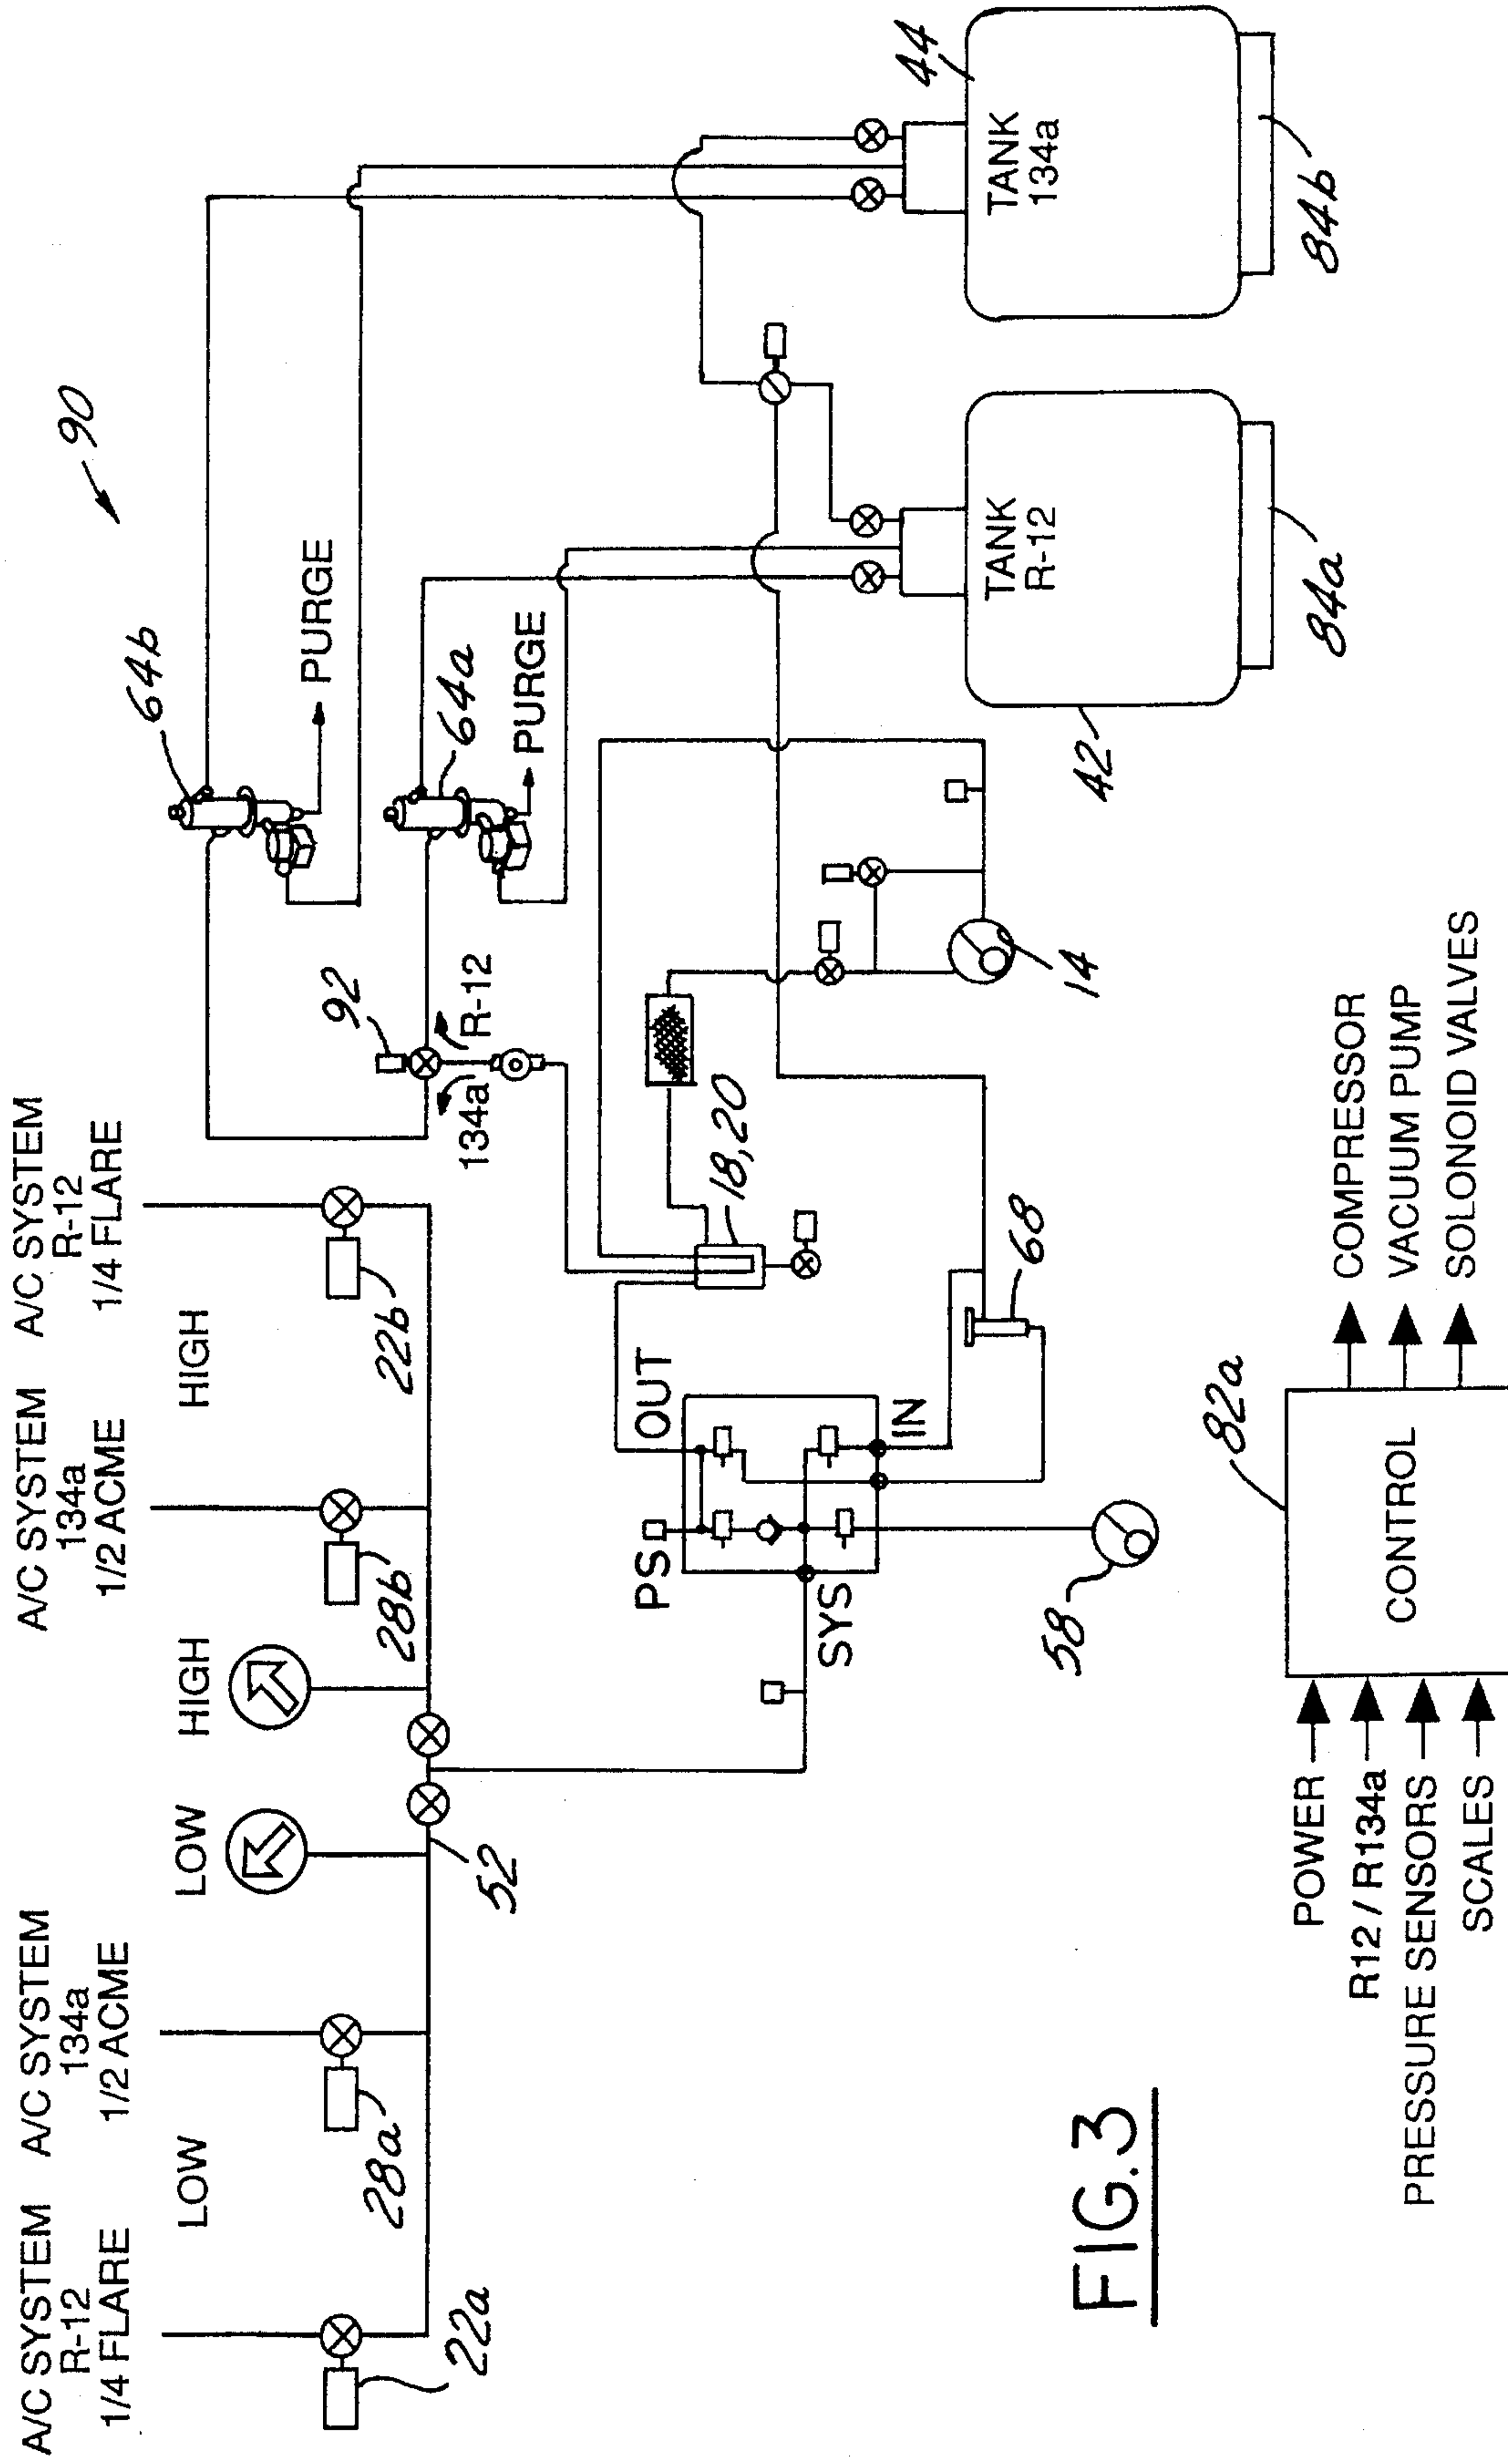 A/C SYSTEM
R-12
1/4 FLARE
A/C SYSTEM
134a
1/2 ACME
A/C SYSTEM
134a
1/2 ACME
A/C SYSTEM
R-12
1/4 FLARE
LOW
LOW
HIGH
HIGH
22a
28a
52
28b
22b
90
64b
PURGE
64a
PURGE
92
134a
R-12
PS
OUT
SYS
IN
18,20
68
58
14
TANK
R-12
42
84a
TANK
134a
44
84b
POWER
R12 / R134a
PRESSURE SENSORS
SCALES
CONTROL
82a
COMPRESSOR
VACUUM PUMP
SOLONOID VALVES
FIG.3